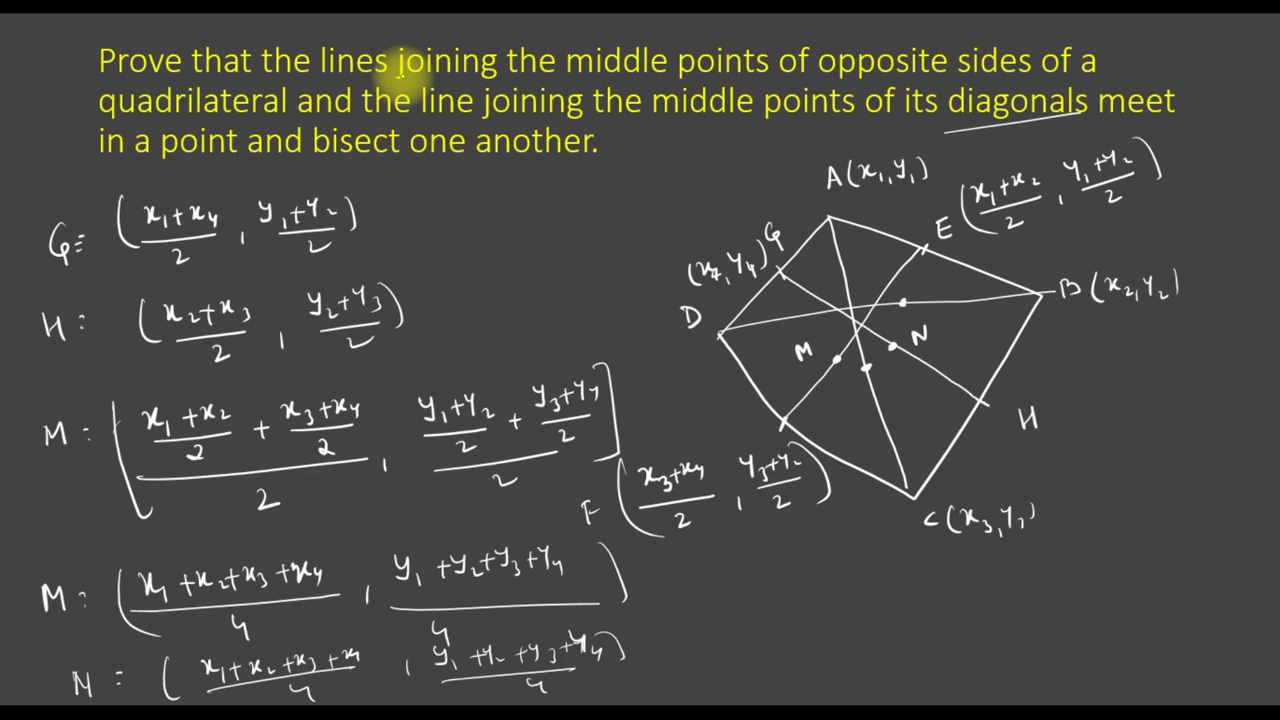 Prove that the lines joining the middle points of opposite sides of a
quadrilateral and the line joining the middle points of its diagonals meet
in a point and bisect one another.
A(x₁,y₁)
E ((x₁+x₂)/2, (y₁+y₂)/2)
G = ((x₁+x₄)/2, (y₁+y₂)/2)
(x₄,y₄) G
B(x₂,y₂)
D
H : ((x₂+x₃)/2, (y₂+y₃)/2)
M N
H
M : [((x₁+x₂)/2 + (x₃+x₄)/2)/2, ((y₁+y₂)/2 + (y₃+y₄)/2)/2]
F ((x₃+x₄)/2, (y₃+y₂)/2)
C(x₃,y₃)
M : ((x₁+x₂+x₃+x₄)/4, (y₁+y₂+y₃+y₄)/4)
N : ((x₁+x₂+x₃+x₄)/4, (y₁+y₂+y₃+y₄)/4)